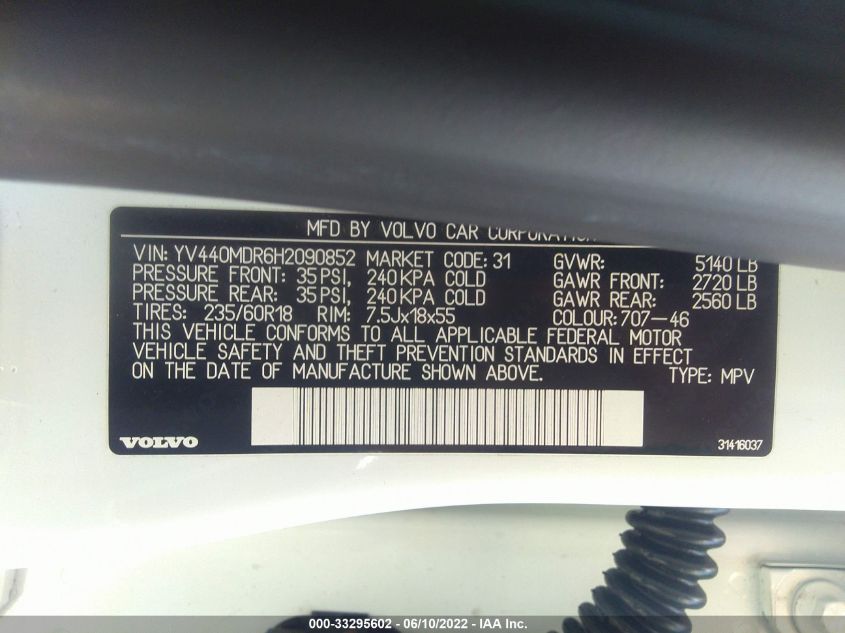 MFD BY VOLVO CAR CORPORATION
VIN: YV440MDR6H2090852 MARKET CODE: 31 GVWR: 5140 LB
PRESSURE FRONT: 35 PSI, 240 KPA COLD GAWR FRONT: 2720 LB
PRESSURE REAR: 35 PSI, 240 KPA COLD GAWR REAR: 2560 LB
TIRES: 235/60R18 RIM: 7.5Jx18x55 COLOUR: 707-46
THIS VEHICLE CONFORMS TO ALL APPLICABLE FEDERAL MOTOR
VEHICLE SAFETY AND THEFT PREVENTION STANDARDS IN EFFECT
ON THE DATE OF MANUFACTURE SHOWN ABOVE. TYPE: MPV
VOLVO 31416037
000-33295602 - 06/10/2022 - IAA Inc.